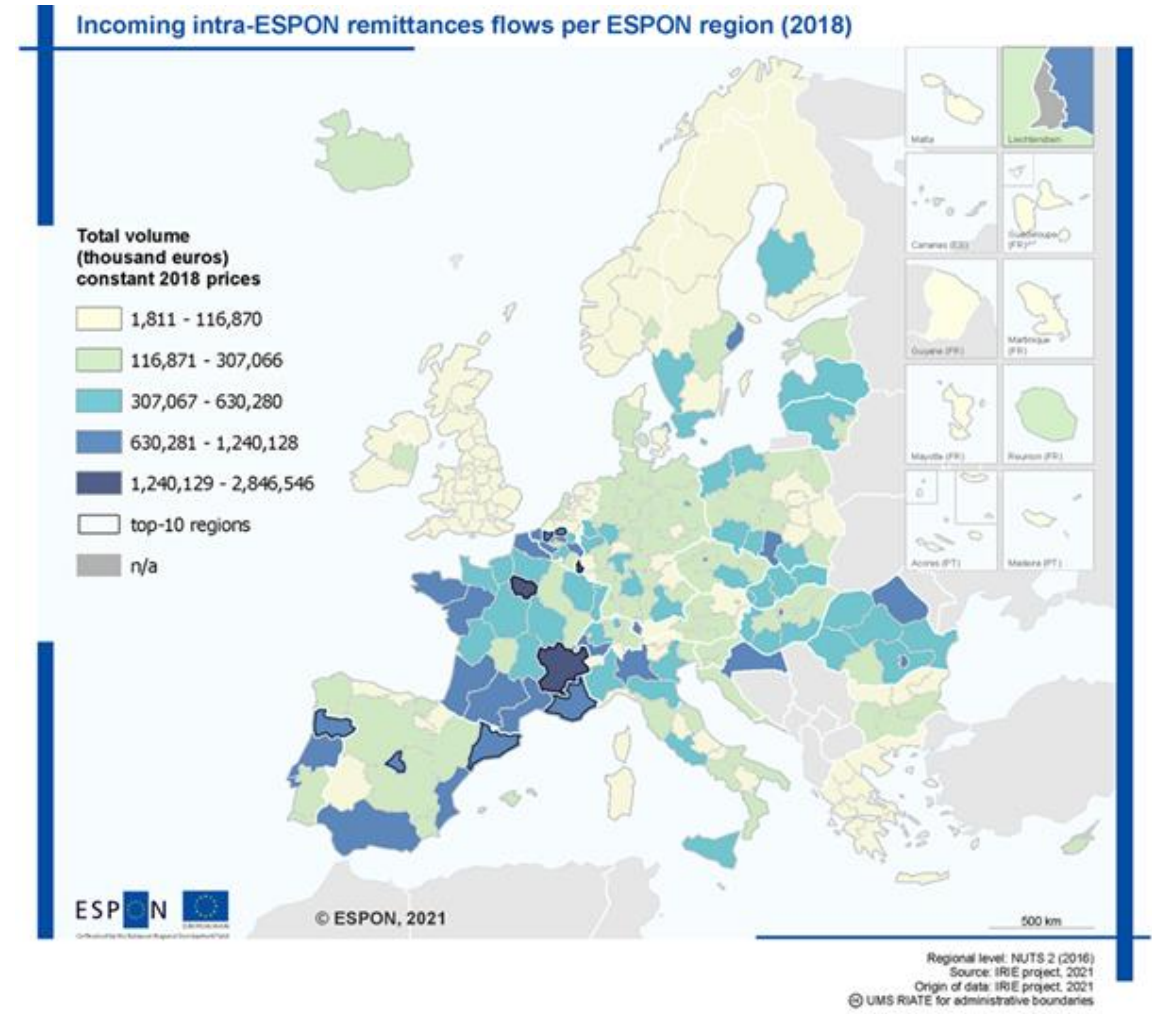 Incoming intra-ESPON remittances flows per ESPON region (2018)
Total volume
(thousand euros)
constant 2018 prices
1,811 - 116,870
116,871 - 307,066
307,067 - 630,280
630,281 - 1,240,128
1,240,129 - 2,846,546
top-10 regions
n/a
Malta
Liechtenstein
Canarias (ES)
Guadeloupe
(FR)
Guyane (FR)
Martinique
(FR)
Mayotte (FR)
Reunion (FR)
Acores (PT)
Madeira (PT)
ESPON
© ESPON, 2021
500 km
Regional level: NUTS 2 (2016)
Source: IRIE project, 2021
Origin of data: IRIE project, 2021
UMS RIATE for administrative boundaries